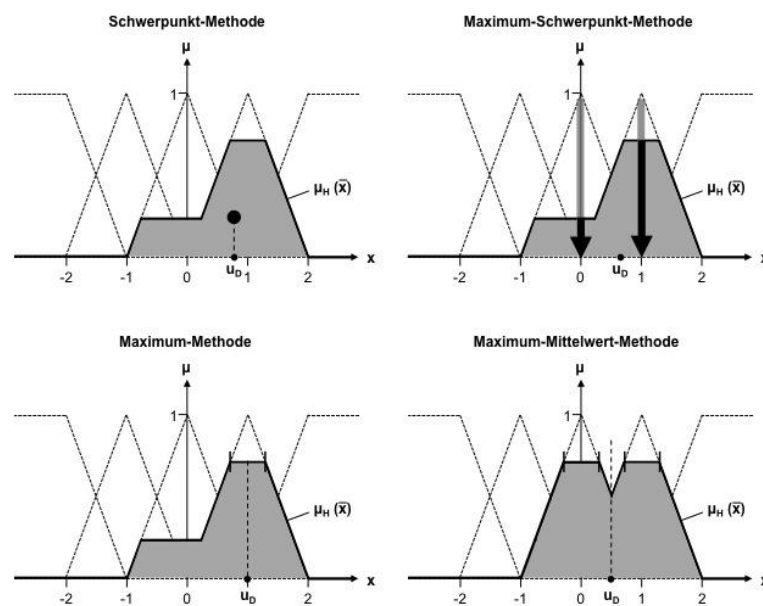 Schwerpunkt-Methode
μ
1
μH (x̄)
x
-2 -1 0 1 2
uD
Maximum-Schwerpunkt-Methode
μ
1
μH (x̄)
x
-2 -1 0 1 2
uD
Maximum-Methode
μ
1
μH (x̄)
x
-2 -1 0 1 2
uD
Maximum-Mittelwert-Methode
μ
1
μH (x̄)
x
-2 -1 0 1 2
uD